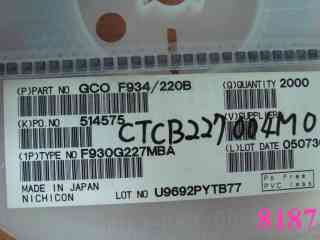 (P)PART NO GCO F934/220B (Q)QUANTITY 2000
(K)PO.NO 514575 (V)SUPPLIER
CTCB227004M0
(1P)TYPE NO F930G227MBA (L)LOT DATE 05073
MADE IN JAPAN
NICHICON LOT NO U9692PYTB77
Pb Free
PVC less
8187